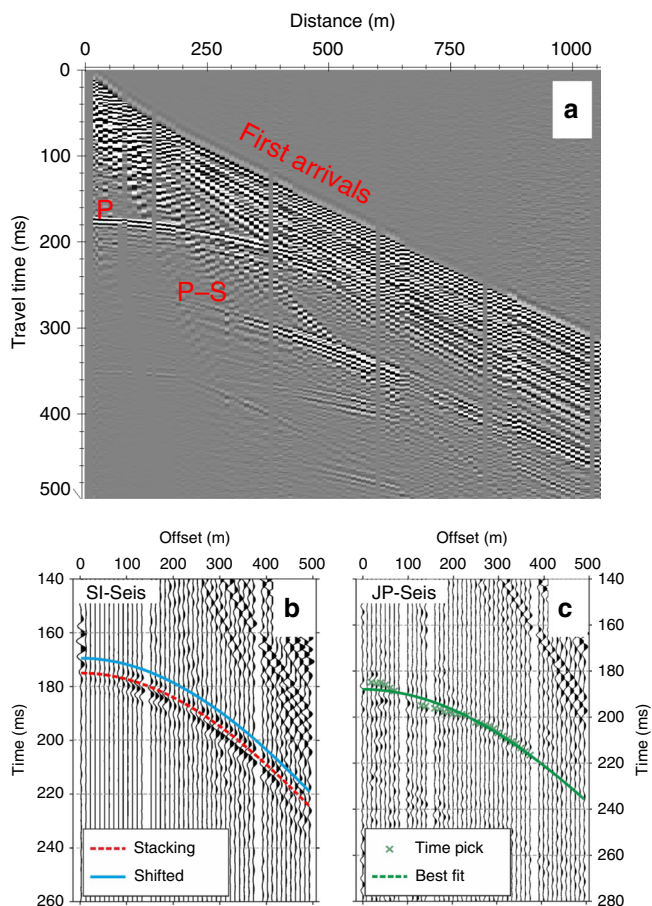 Distance (m)
0 250 500 750 1000
Travel time (ms)
0
100
200
300
400
500
a
First arrivals
P
P–S
Offset (m)
0 100 200 300 400 500
Time (ms)
140
160
180
200
220
240
260
SI-Seis
b
Stacking
Shifted
Offset (m)
0 100 200 300 400 500
JP-Seis
c
Time pick
Best fit
140
160
180
200
220
240
260
280
Time (ms)